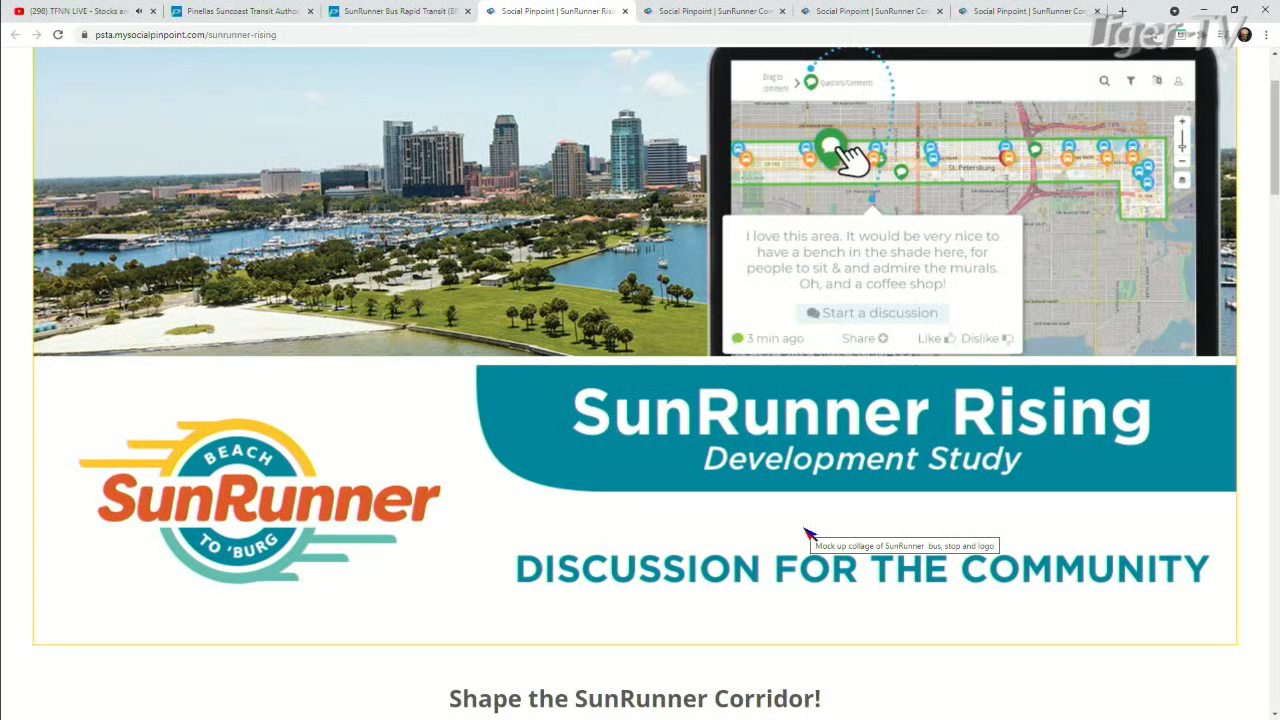 (298) TFNN LIVE - Stocks an
Pinellas Suncoast Transit Autho
SunRunner Bus Rapid Transit (B
Social Pinpoint | SunRunner Ris
Social Pinpoint | SunRunner Cor
Social Pinpoint | SunRunner Cor
Social Pinpoint | SunRunner Cor
psta.mysocialpinpoint.com/sunrunner-rising
Tiger TV
Drag to
comment
Questions/Comments
St. Petersburg
I love this area. It would be very nice to
have a bench in the shade here, for
people to sit & and admire the murals.
Oh, and a coffee shop!
Start a discussion
3 min ago Share Like Dislike
SunRunner Rising
Development Study
BEACH
SunRunner
TO 'BURG
Mock up collage of SunRunner bus, stop and logo
DISCUSSION FOR THE COMMUNITY
Shape the SunRunner Corridor!